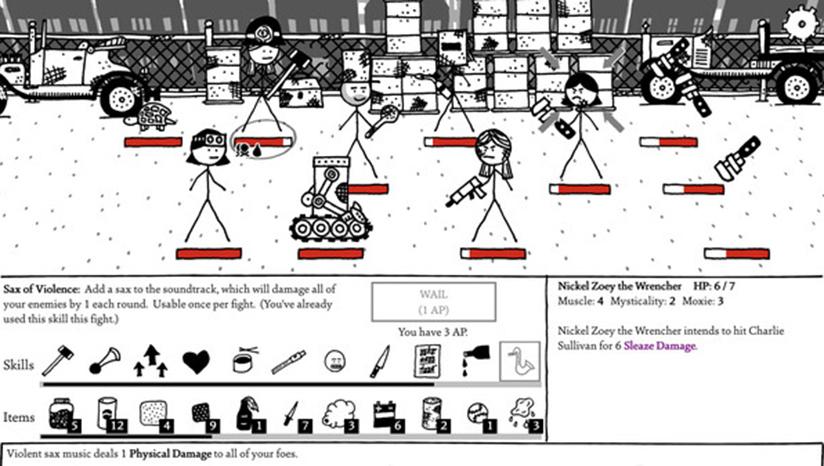 Sax of Violence: Add a sax to the soundtrack, which will damage all of
your enemies by 1 each round. Usable once per fight. (You've already
used this skill this fight.)
WAIL
(1 AP)
You have 3 AP.
Skills
Items
5 12 4 9 1 7 3 6 2 1 3
Nickel Zoey the Wrencher HP: 6 / 7
Muscle: 4 Mysticality: 2 Moxie: 3
Nickel Zoey the Wrencher intends to hit Charlie
Sullivan for 6 Sleaze Damage.
Violent sax music deals 1 Physical Damage to all of your foes.